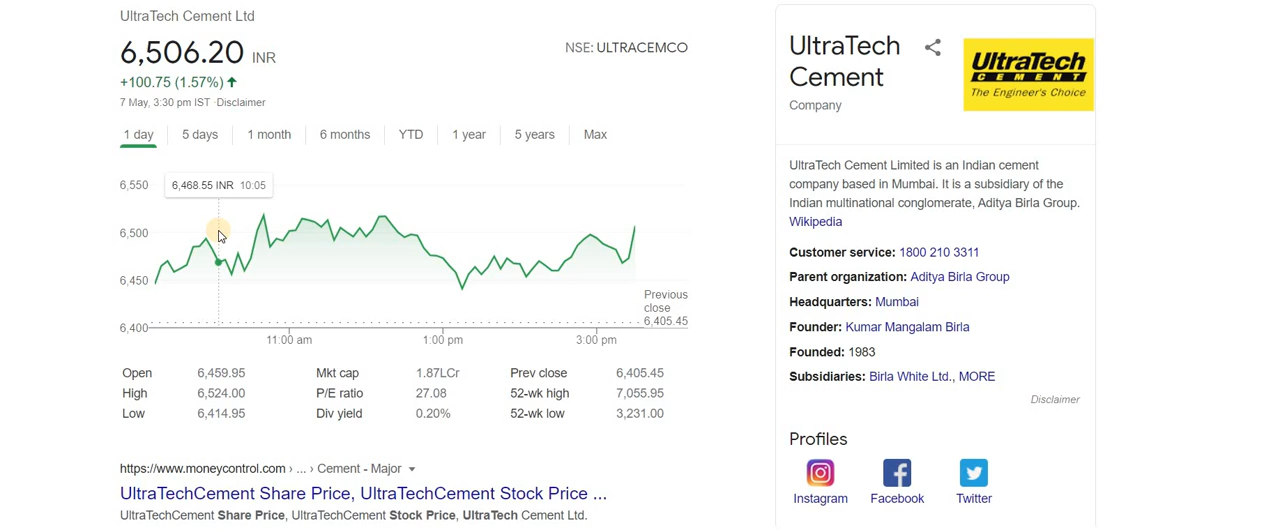 UltraTech Cement Ltd
6,506.20 INR
NSE: ULTRACEMCO
+100.75 (1.57%)
7 May, 3:30 pm IST · Disclaimer
1 day 5 days 1 month 6 months YTD 1 year 5 years Max
6,550
6,468.55 INR 10:05
6,500
6,450
6,400
Previous
close
6,405.45
11:00 am 1:00 pm 3:00 pm
Open 6,459.95 Mkt cap 1.87LCr Prev close 6,405.45
High 6,524.00 P/E ratio 27.08 52-wk high 7,055.95
Low 6,414.95 Div yield 0.20% 52-wk low 3,231.00
https://www.moneycontrol.com › ... › Cement - Major
UltraTechCement Share Price, UltraTechCement Stock Price ...
UltraTechCement Share Price, UltraTechCement Stock Price, UltraTech Cement Ltd.
UltraTech
Cement
Company
UltraTech
CEMENT
The Engineer's Choice
UltraTech Cement Limited is an Indian cement
company based in Mumbai. It is a subsidiary of the
Indian multinational conglomerate, Aditya Birla Group.
Wikipedia
Customer service: 1800 210 3311
Parent organization: Aditya Birla Group
Headquarters: Mumbai
Founder: Kumar Mangalam Birla
Founded: 1983
Subsidiaries: Birla White Ltd., MORE
Disclaimer
Profiles
Instagram Facebook Twitter